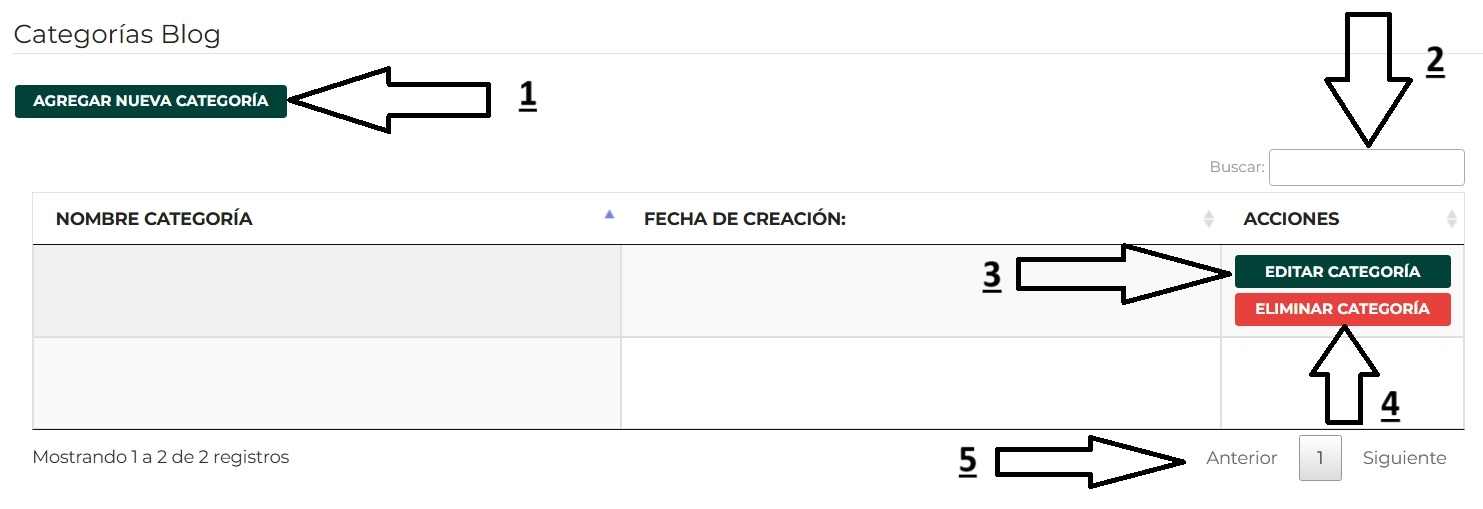 Categorías Blog
AGREGAR NUEVA CATEGORÍA
1
2
Buscar:
NOMBRE CATEGORÍA FECHA DE CREACIÓN: ACCIONES
3
EDITAR CATEGORÍA
ELIMINAR CATEGORÍA
4
Mostrando 1 a 2 de 2 registros
5
Anterior 1 Siguiente